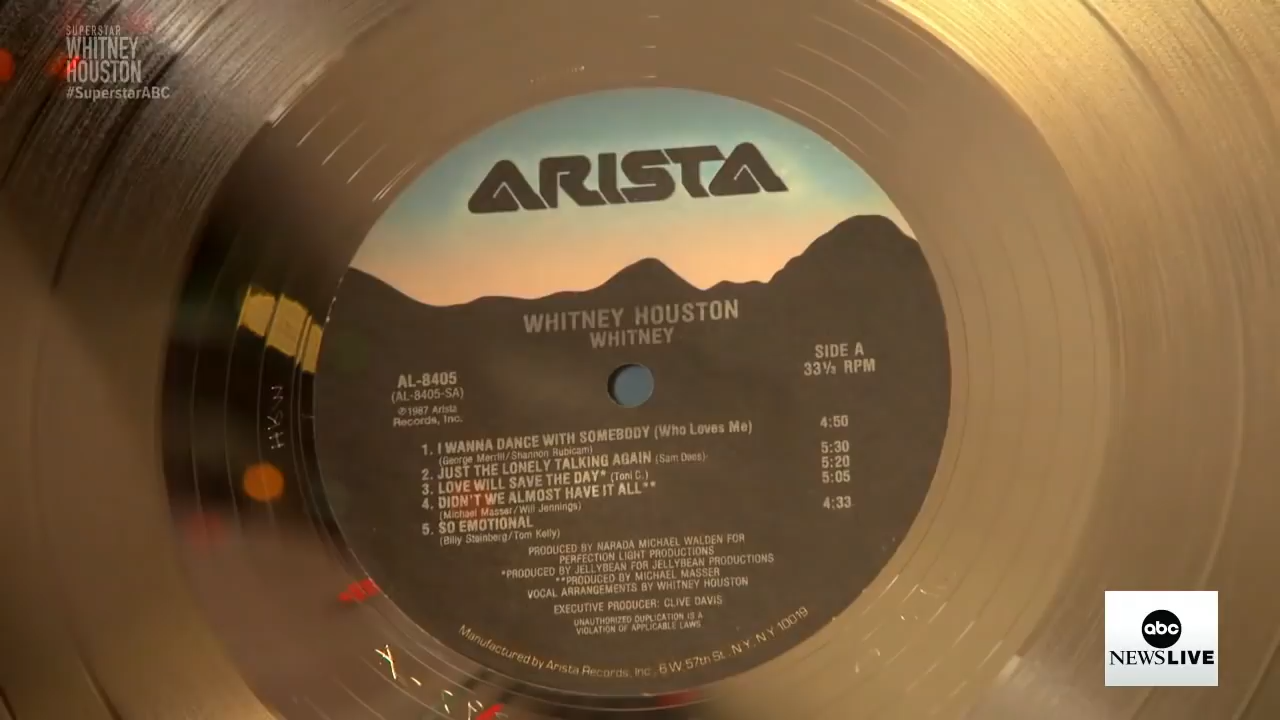 SUPERSTAR
WHITNEY
HOUSTON
#SuperstarABC
ARISTA
WHITNEY HOUSTON
WHITNEY
SIDE A
33⅓ RPM
AL-8405
(AL-8405-SA)
℗1987 Arista
Records, Inc.
1. I WANNA DANCE WITH SOMEBODY (Who Loves Me) 4:50
(George Merrill/Shannon Rubicam)
2. JUST THE LONELY TALKING AGAIN (Sam Dees) 5:30
3. LOVE WILL SAVE THE DAY* (Toni C.) 5:20
4. DIDN'T WE ALMOST HAVE IT ALL** 5:05
(Michael Masser/Will Jennings)
5. SO EMOTIONAL 4:33
(Billy Steinberg/Tom Kelly)
PRODUCED BY NARADA MICHAEL WALDEN FOR
PERFECTION LIGHT PRODUCTIONS
*PRODUCED BY JELLYBEAN FOR JELLYBEAN PRODUCTIONS
**PRODUCED BY MICHAEL MASSER
VOCAL ARRANGEMENTS BY WHITNEY HOUSTON
EXECUTIVE PRODUCER: CLIVE DAVIS
UNAUTHORIZED DUPLICATION IS A
VIOLATION OF APPLICABLE LAWS.
Manufactured by Arista Records, Inc., 6 W 57th St., N.Y., N.Y. 10019
abc
NEWS LIVE